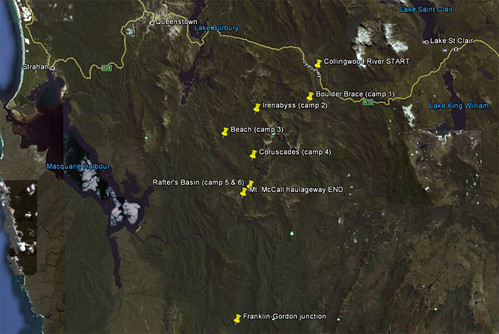 Lake Saint Clair
Queenstown
Lake Burbury
Lake St Clair
Collingwood River START
Strahan
Boulder Brace (camp 1)
A10
Lake King William
Irenabyss (camp 2)
Beach (camp 3)
Coruscades (camp 4)
Macquarie Harbour
Rafter's Basin (camp 5 & 6)
Mt. McCall haulageway END
Franklin-Gordon junction